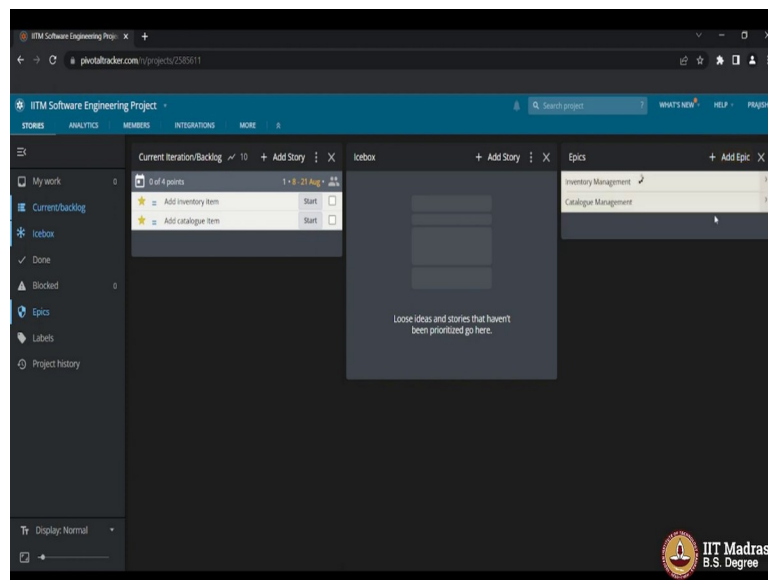 IITM Software Engineering Proje
pivotaltracker.com/n/projects/2585611
IITM Software Engineering Project
Search project
WHAT'S NEW
HELP
PRAJISH
STORIES ANALYTICS MEMBERS INTEGRATIONS MORE
My work 0
Current/backlog
Icebox
Done
Blocked 0
Epics
Labels
Project history
Display: Normal
Current Iteration/Backlog 10 + Add Story
0 of 4 points 1 • 8 - 21 Aug
Add inventory item Start
Add catalogue item Start
Icebox + Add Story
Loose ideas and stories that haven't
been prioritized go here.
Epics + Add Epic
Inventory Management
Catalogue Management
IIT Madras
B.S. Degree